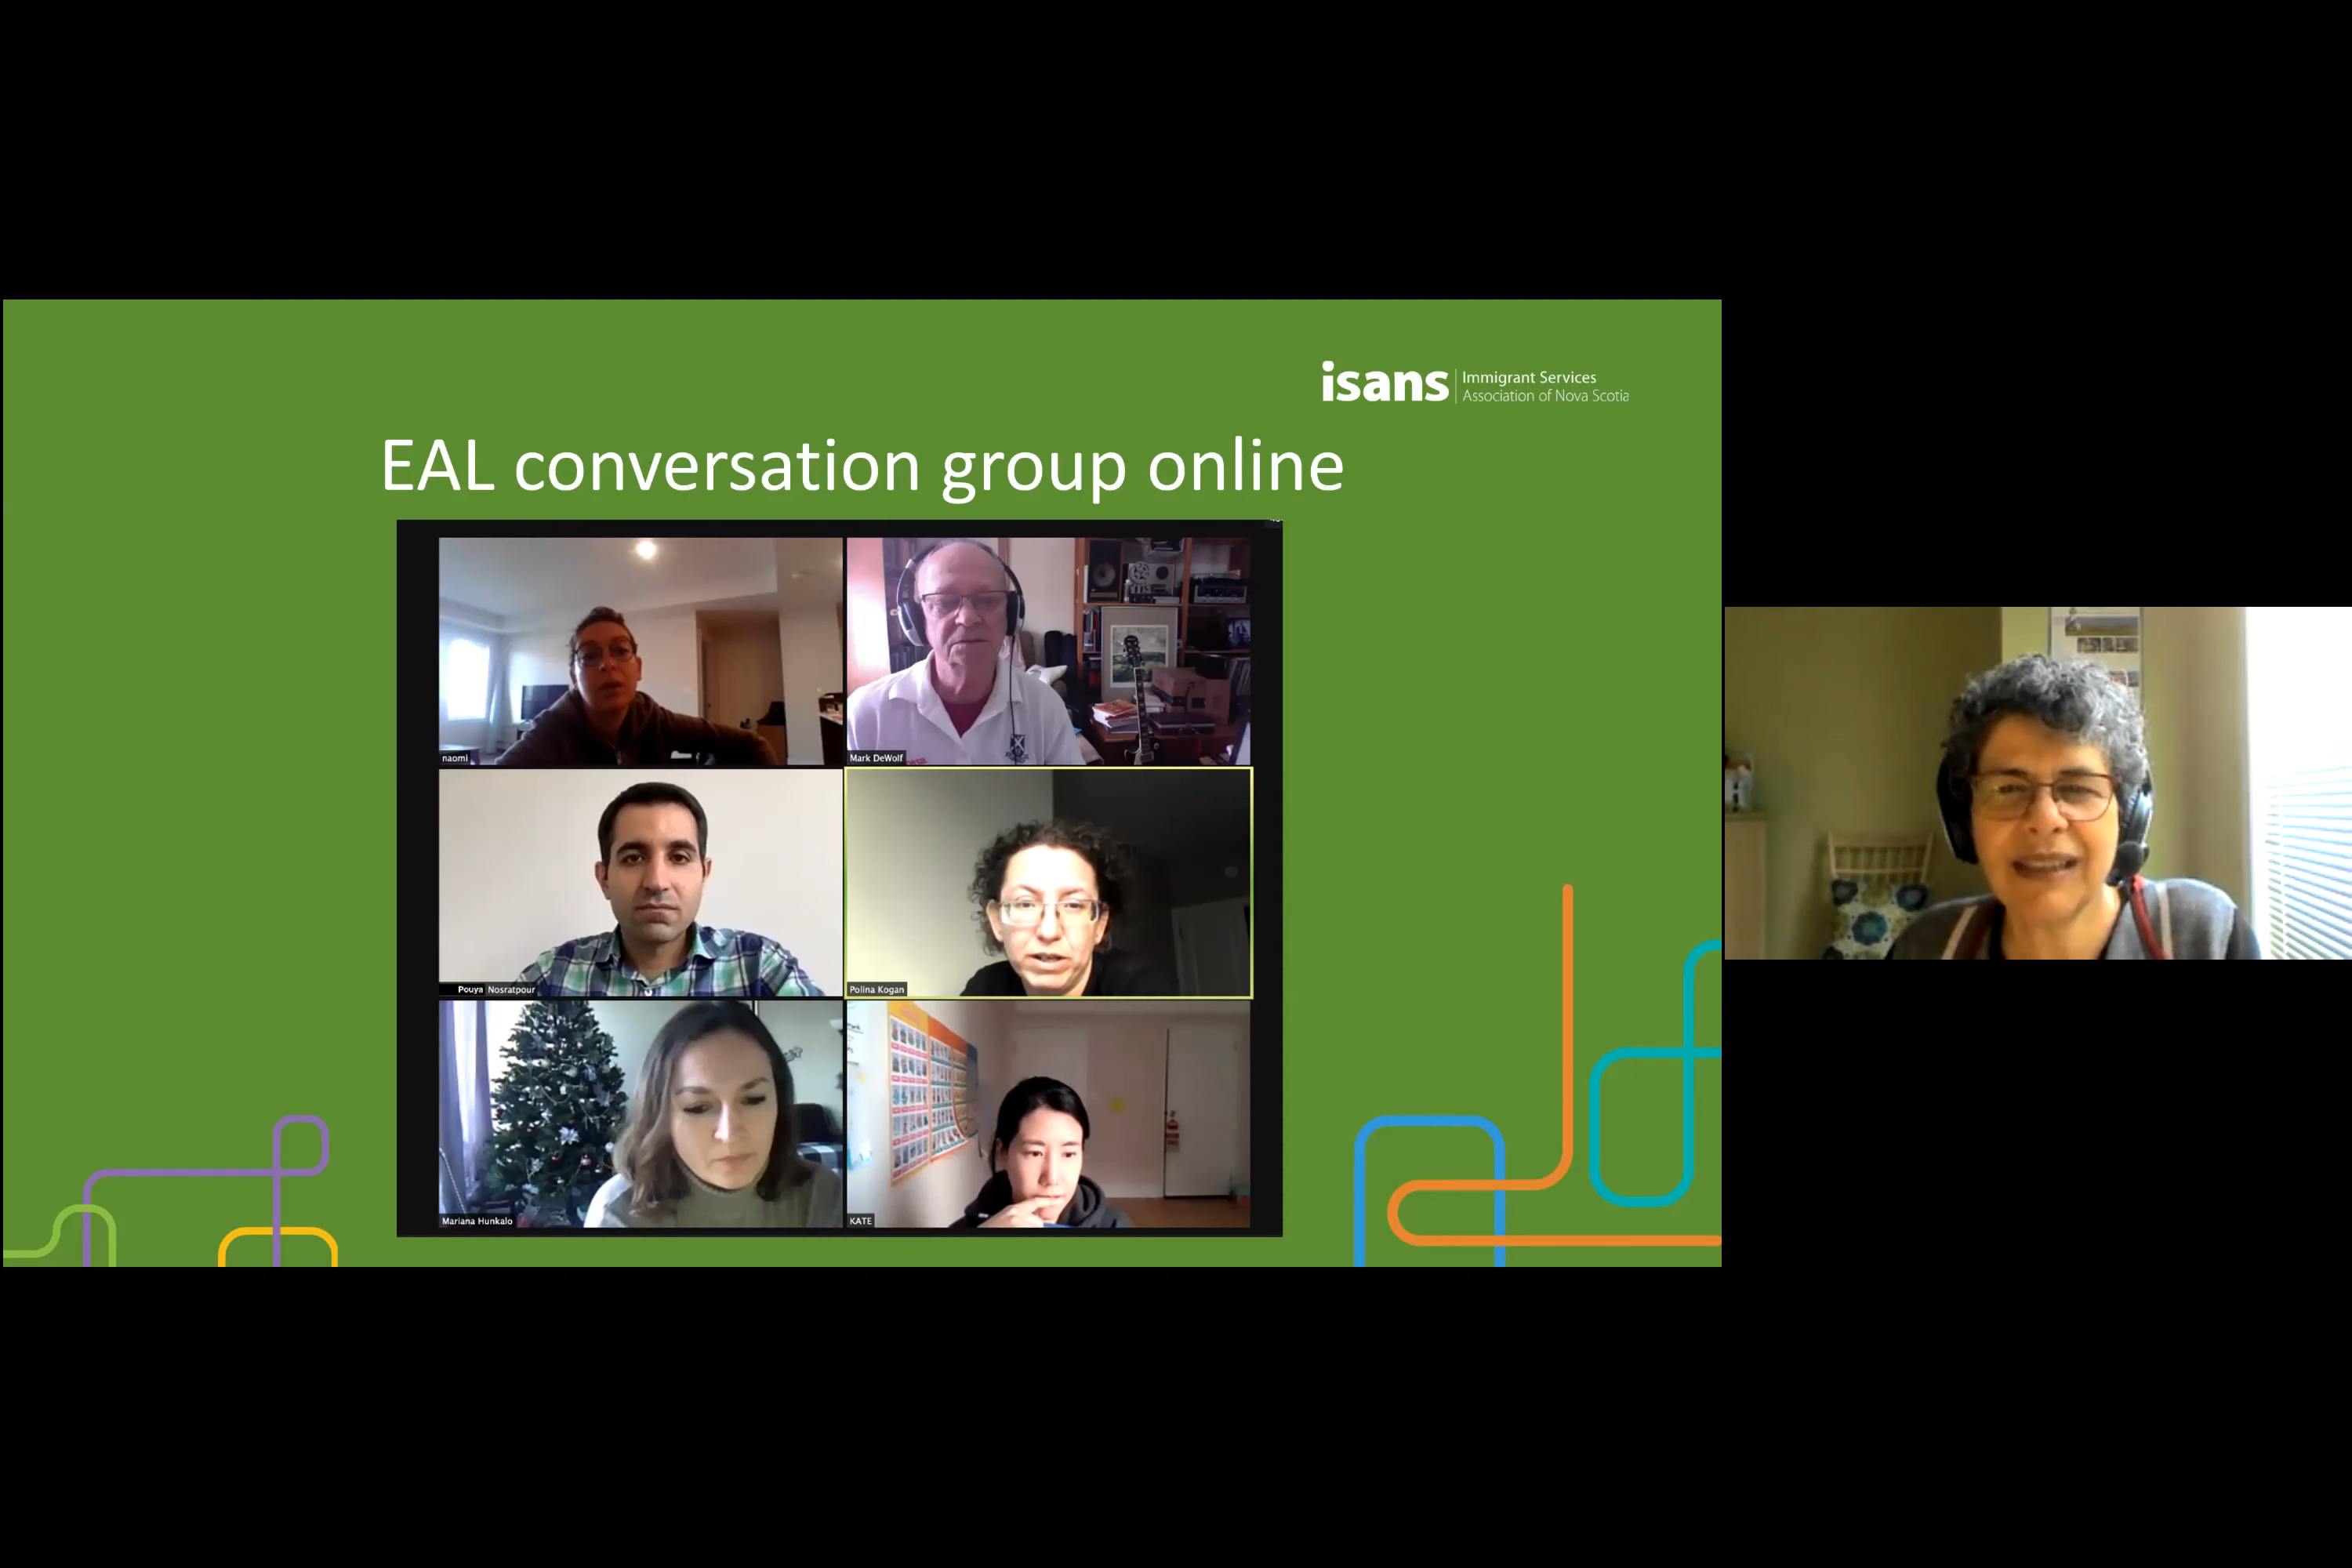 isans
Immigrant Services
Association of Nova Scotia
EAL conversation group online
naomi
Mark DeWolf
Pouya Nosratpour
Polina Kogan
Mariana Hunkalo
KATE